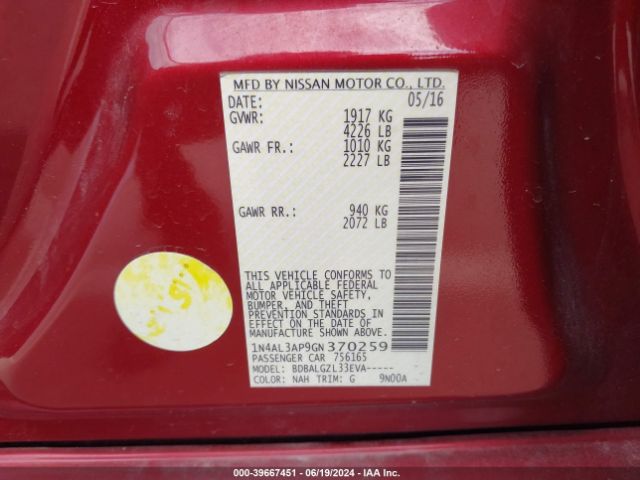 MFD BY NISSAN MOTOR CO., LTD.
DATE: 05/16
GVWR: 1917 KG
4226 LB
GAWR FR.: 1010 KG
2227 LB
GAWR RR.: 940 KG
2072 LB
THIS VEHICLE CONFORMS TO
ALL APPLICABLE FEDERAL
MOTOR VEHICLE SAFETY,
BUMPER, AND THEFT
PREVENTION STANDARDS IN
EFFECT ON THE DATE OF
MANUFACTURE SHOWN ABOVE.
1N4AL3AP9GN370259
PASSENGER CAR 756165
MODEL: BDBALGZL33EVA-----
COLOR: NAH TRIM: G 9N00A
000-39667451 - 06/19/2024 - IAA Inc.